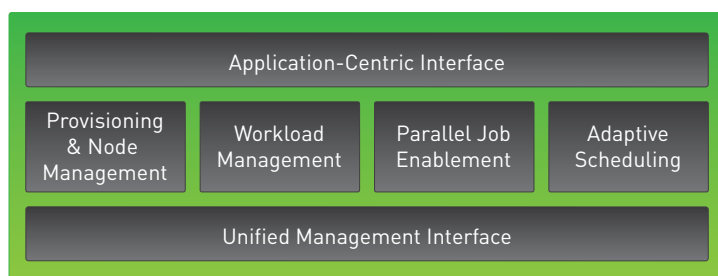 Application-Centric Interface
Provisioning
& Node
Management
Workload
Management
Parallel Job
Enablement
Adaptive
Scheduling
Unified Management Interface